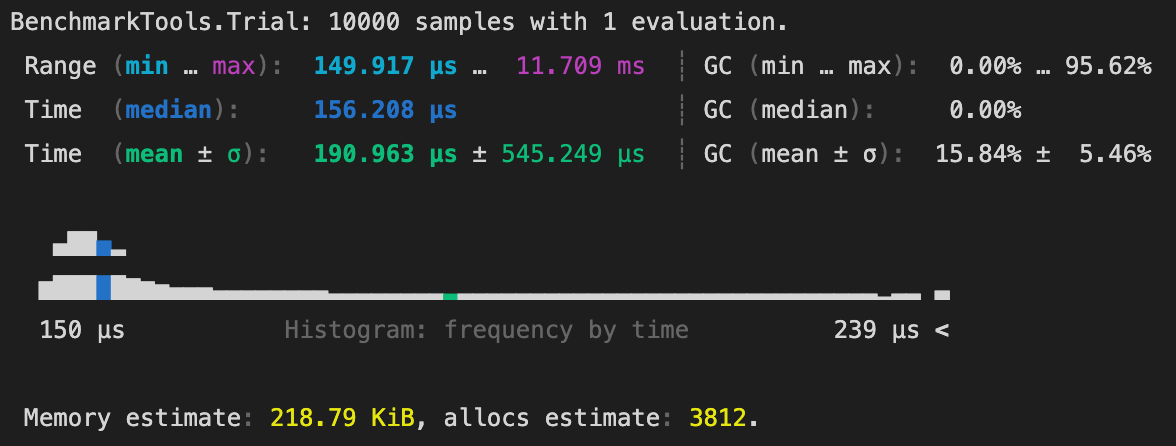 BenchmarkTools.Trial: 10000 samples with 1 evaluation.
Range (min … max): 149.917 μs … 11.709 ms ┊ GC (min … max): 0.00% … 95.62%
Time (median): 156.208 μs ┊ GC (median): 0.00%
Time (mean ± σ): 190.963 μs ± 545.249 μs ┊ GC (mean ± σ): 15.84% ± 5.46%
150 μs Histogram: frequency by time 239 μs <
Memory estimate: 218.79 KiB, allocs estimate: 3812.